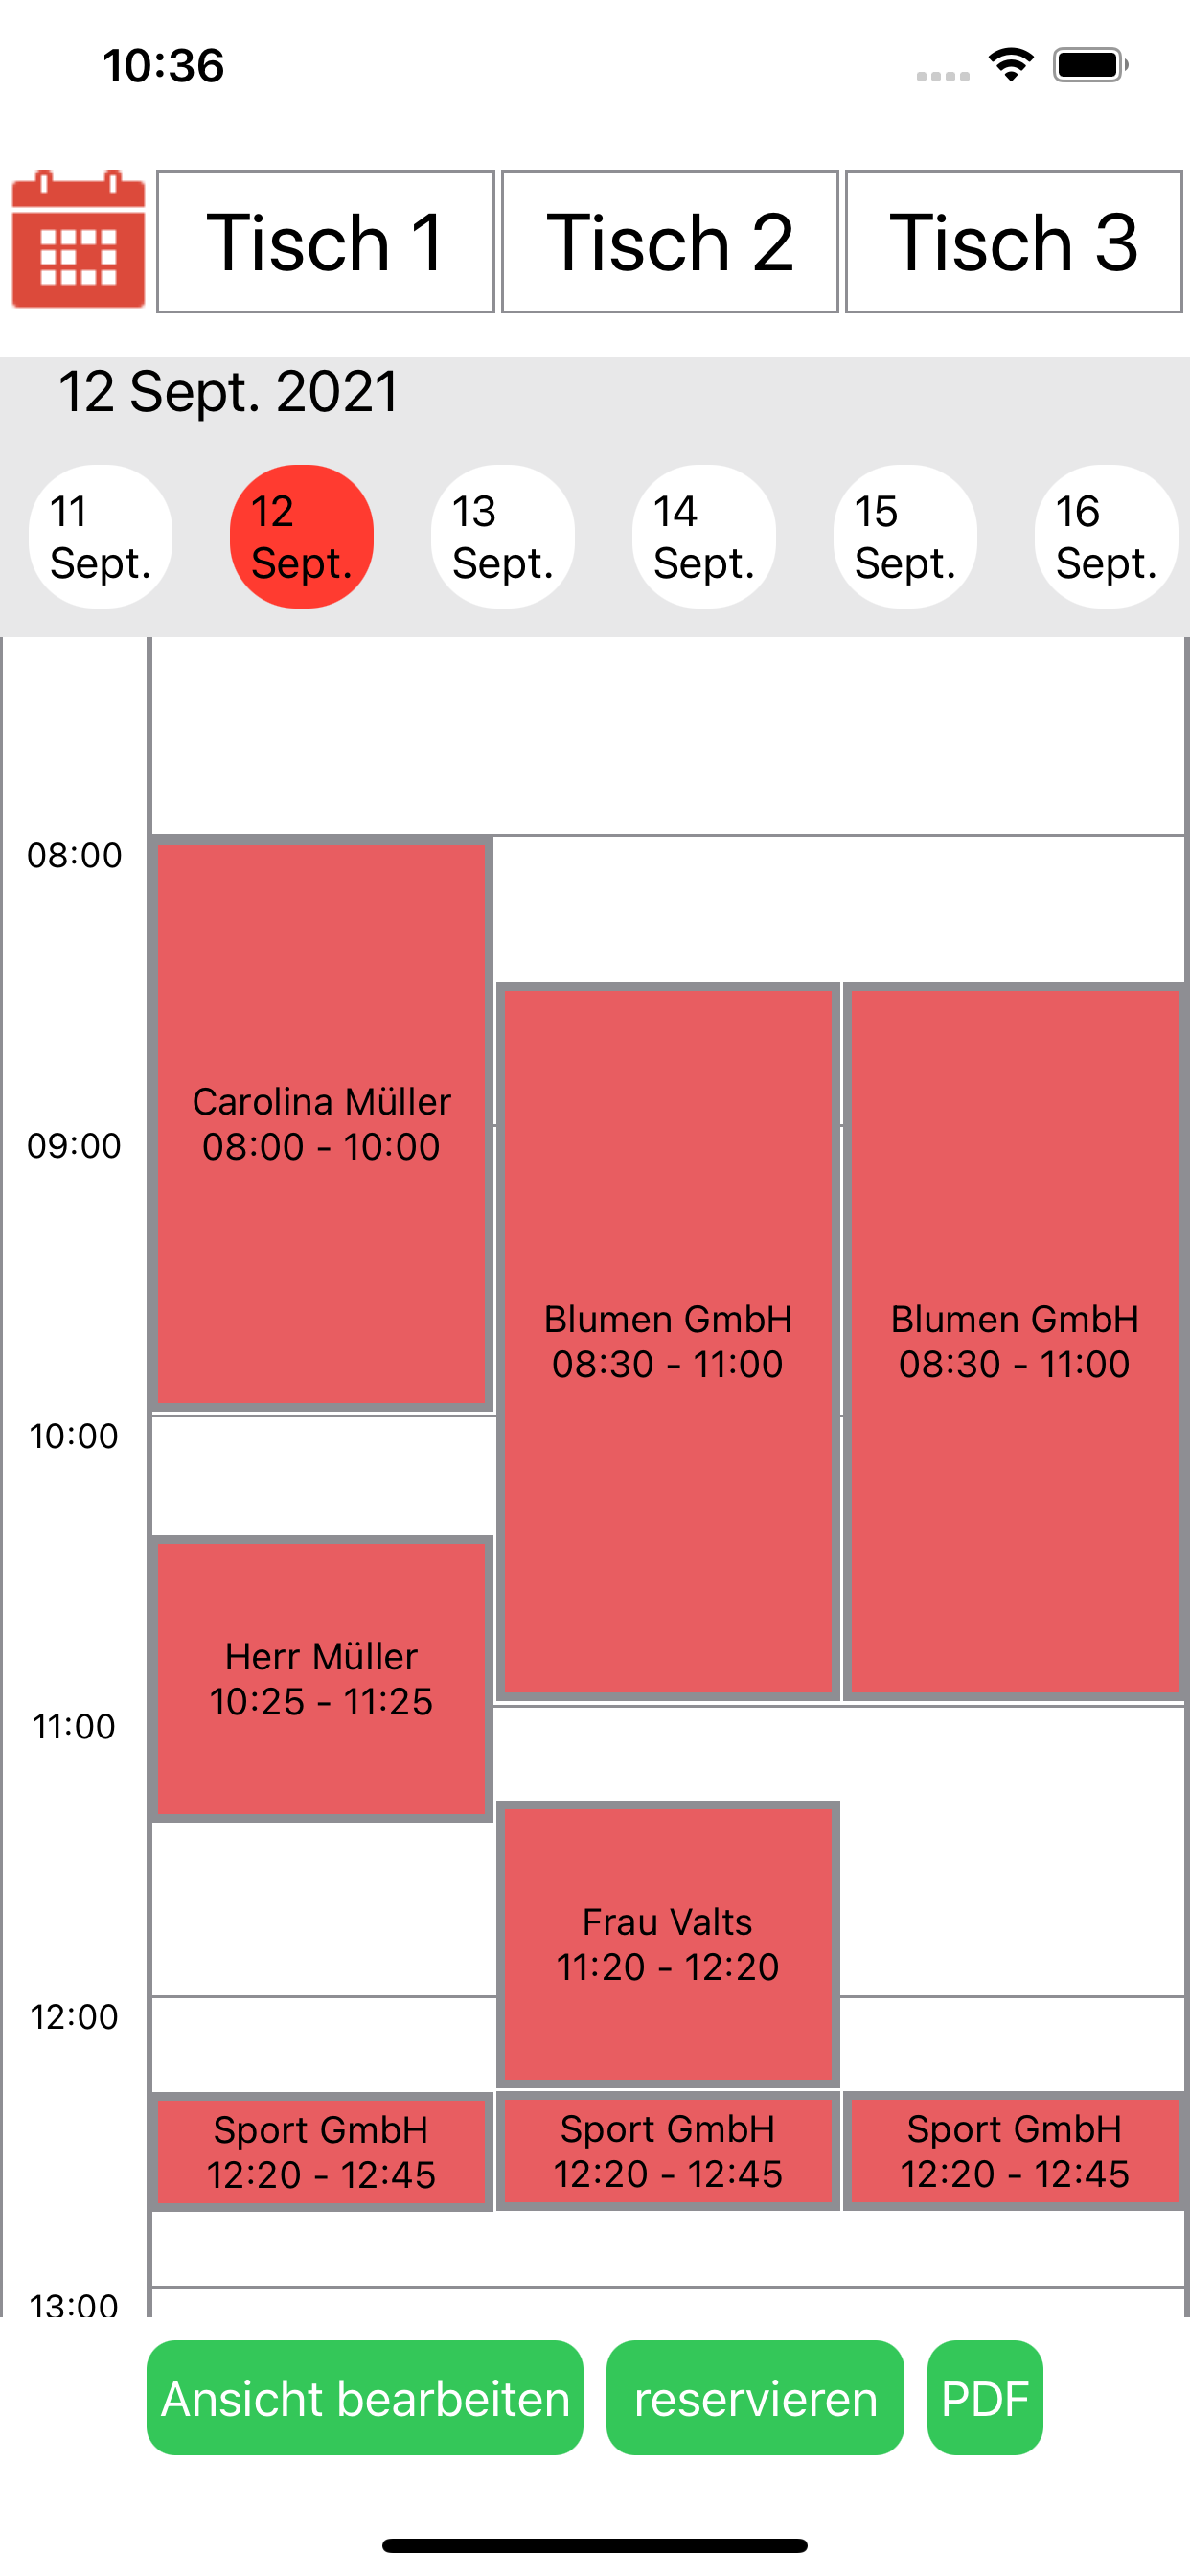 10:36
Tisch 1
Tisch 2
Tisch 3
12 Sept. 2021
11
Sept.
12
Sept.
13
Sept.
14
Sept.
15
Sept.
16
Sept.
08:00
Carolina Müller
08:00 - 10:00
09:00
Blumen GmbH
08:30 - 11:00
Blumen GmbH
08:30 - 11:00
10:00
Herr Müller
10:25 - 11:25
11:00
Frau Valts
11:20 - 12:20
12:00
Sport GmbH
12:20 - 12:45
Sport GmbH
12:20 - 12:45
Sport GmbH
12:20 - 12:45
13:00
Ansicht bearbeiten
reservieren
PDF